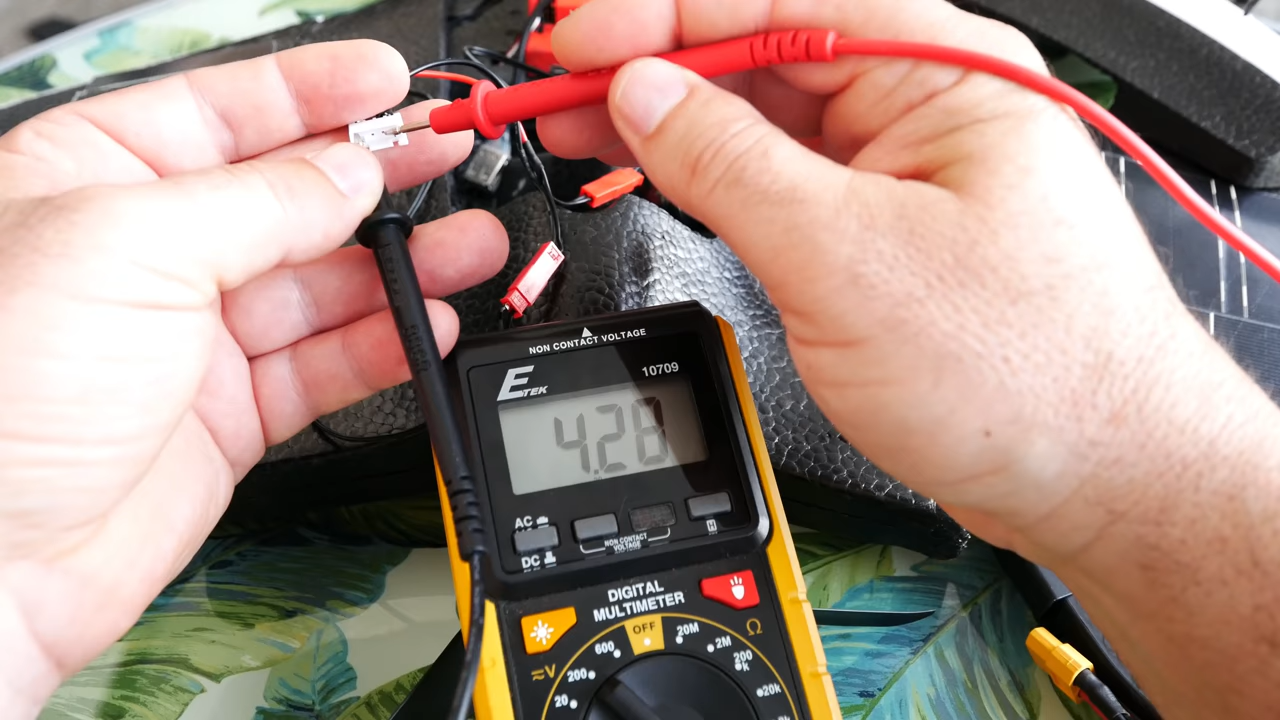 NON CONTACT VOLTAGE
ETEK
10709
4.28
AC
DC
NON CONTACT
VOLTAGE
H
DIGITAL
MULTIMETER
OFF
20M
2M
200
k
20k
Ω
600
≂V
200
20